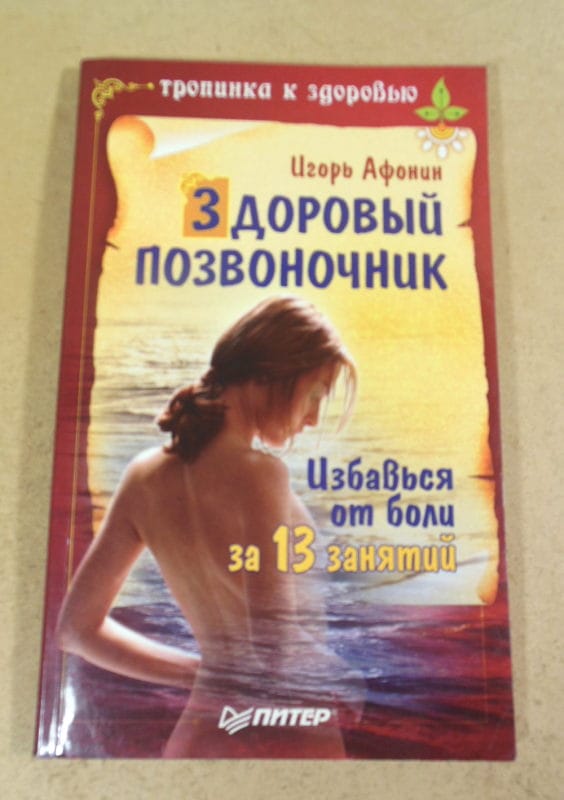 тропинка к здоровью
Игорь Афонин
Здоровый
позвоночник
Избавься
от боли
за 13 занятий
ПИТЕР